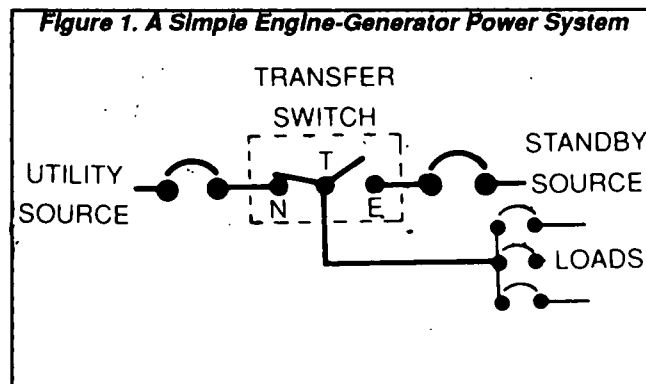 Figure 1. A Simple Engine-Generator Power System
TRANSFER
SWITCH
UTILITY
SOURCE
N
T
E
STANDBY
SOURCE
LOADS